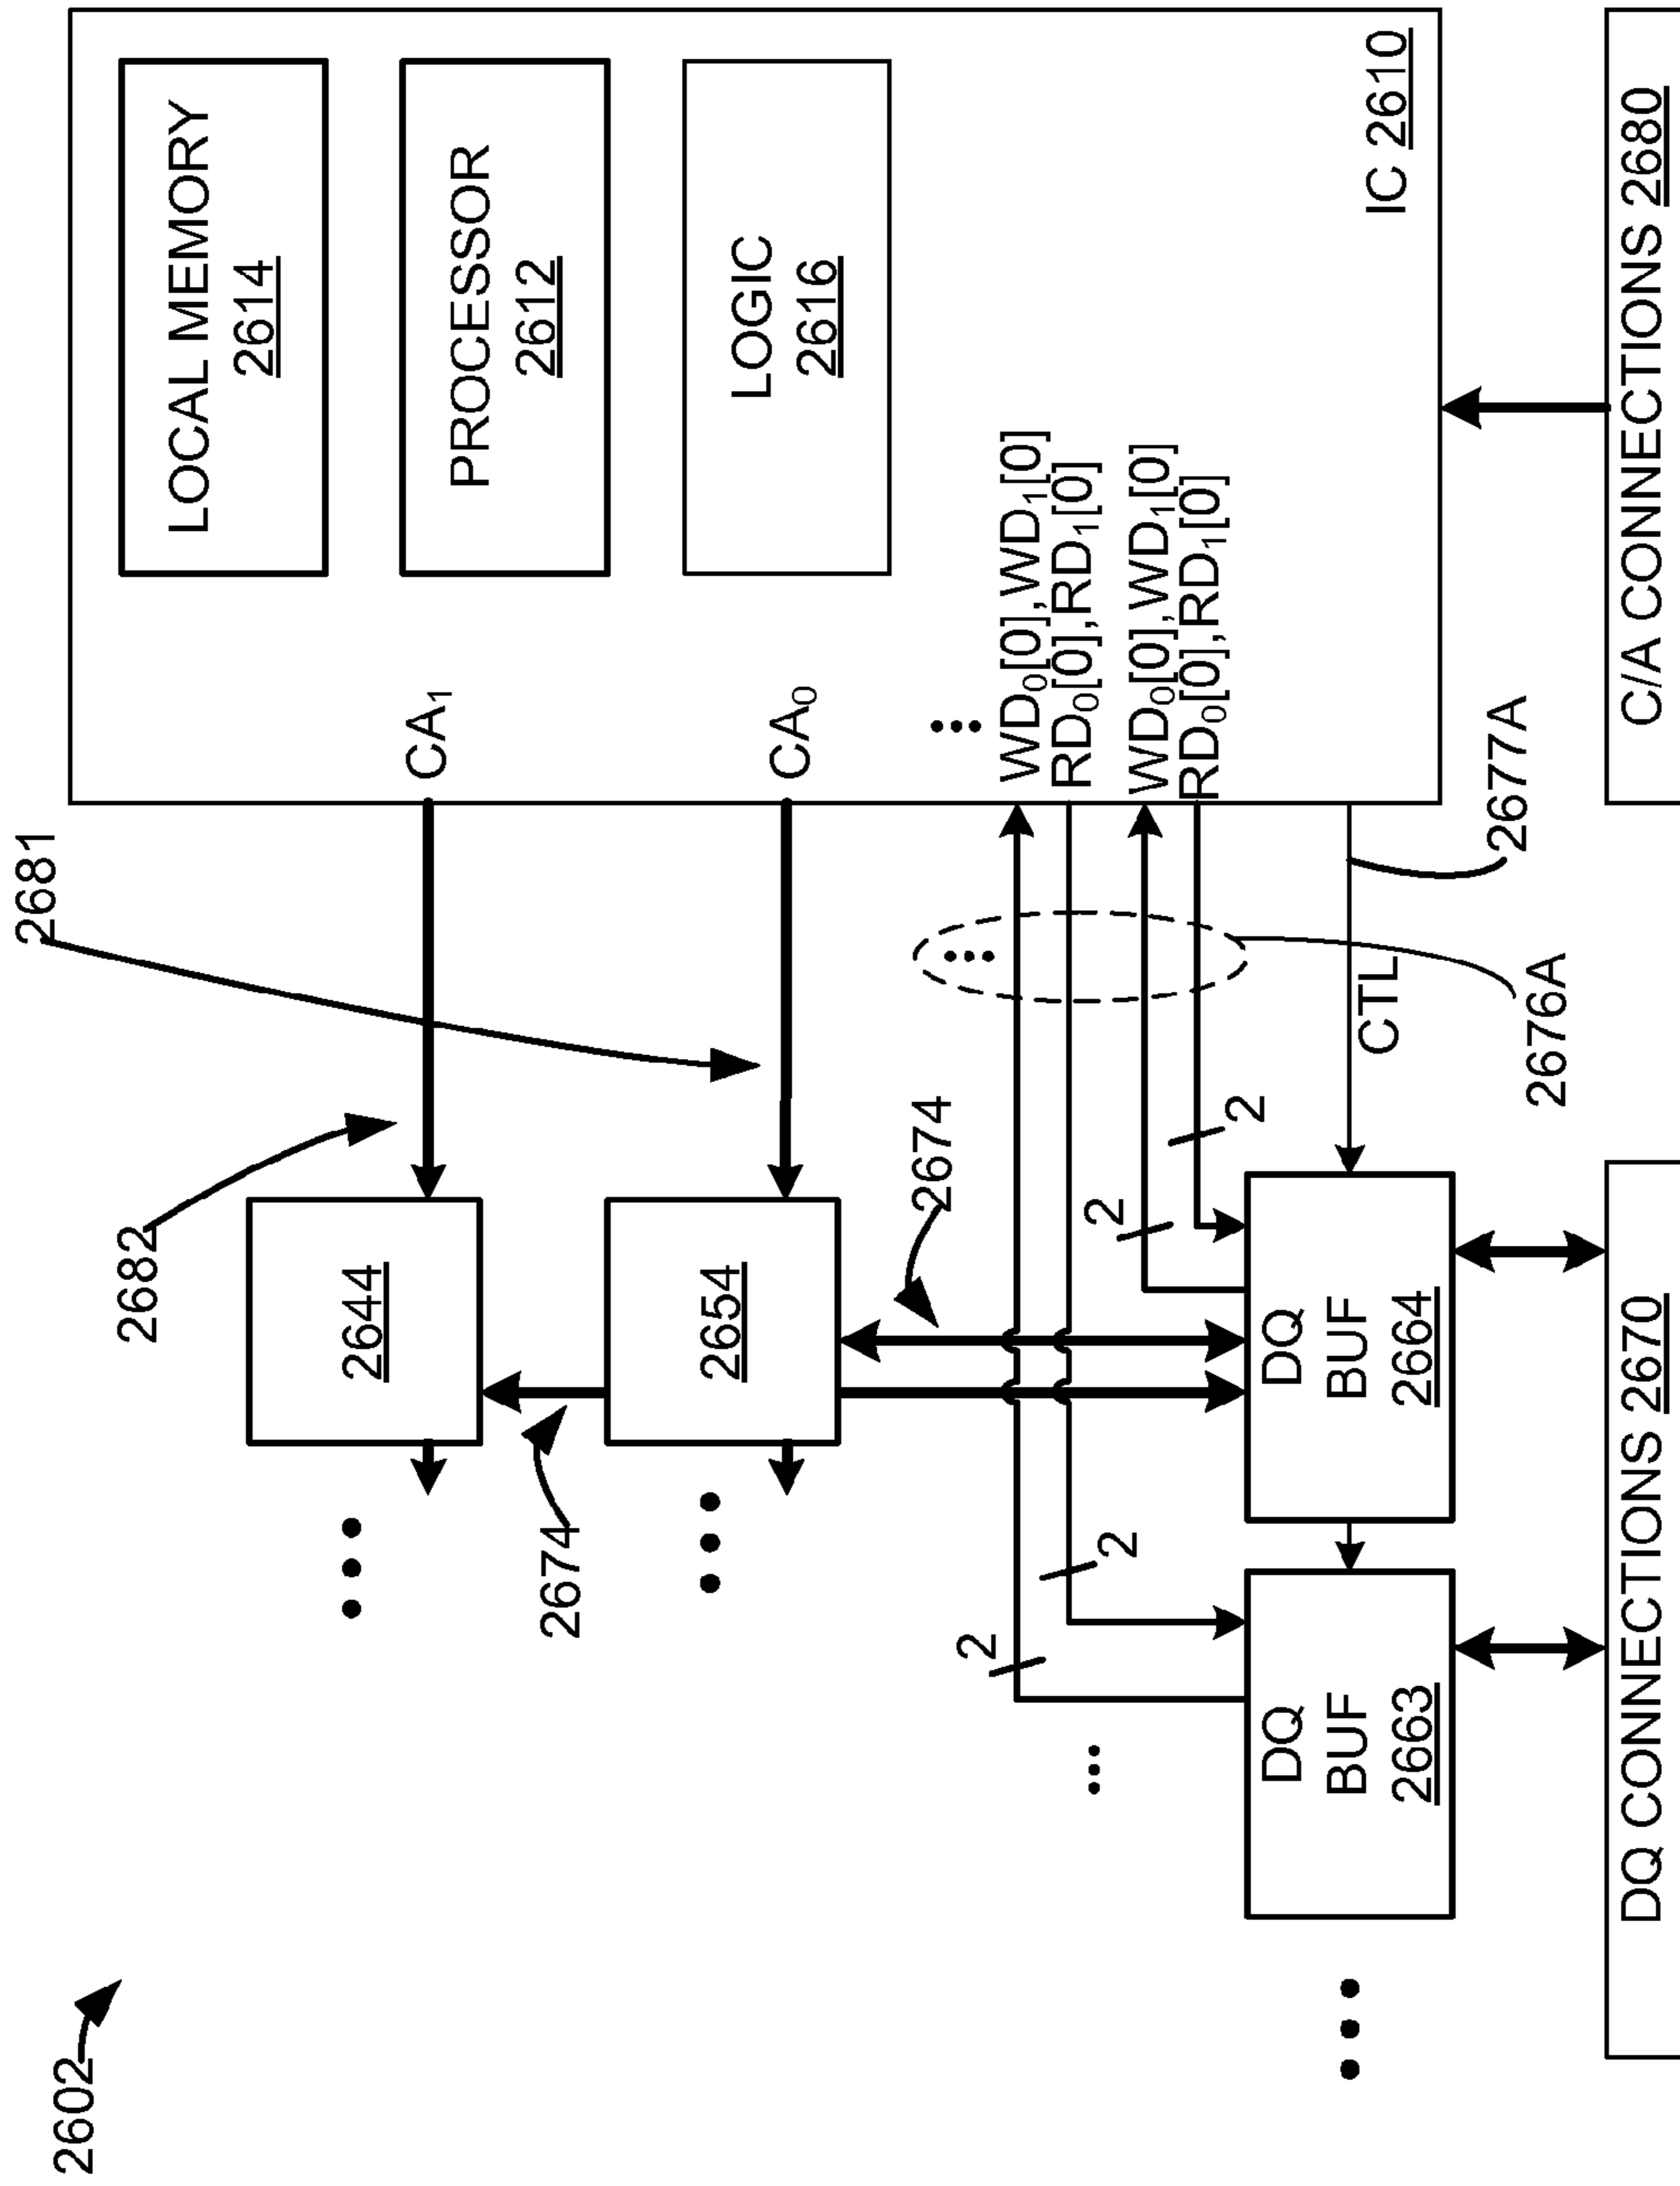 2602
2682
2681
2644
2674
2654
2674
CA1
CA0
LOCAL MEMORY
2614
PROCESSOR
2612
LOGIC
2616
WD0[0],WD1[0]
RD0[0],RD1[0]
WD0[0],WD1[0]
RD0[0],RD1[0]
IC 2610
2
2
2
2
DQ
BUF
2663
DQ
BUF
2664
CTL
2676A
2677A
DQ CONNECTIONS 2670
C/A CONNECTIONS 2680